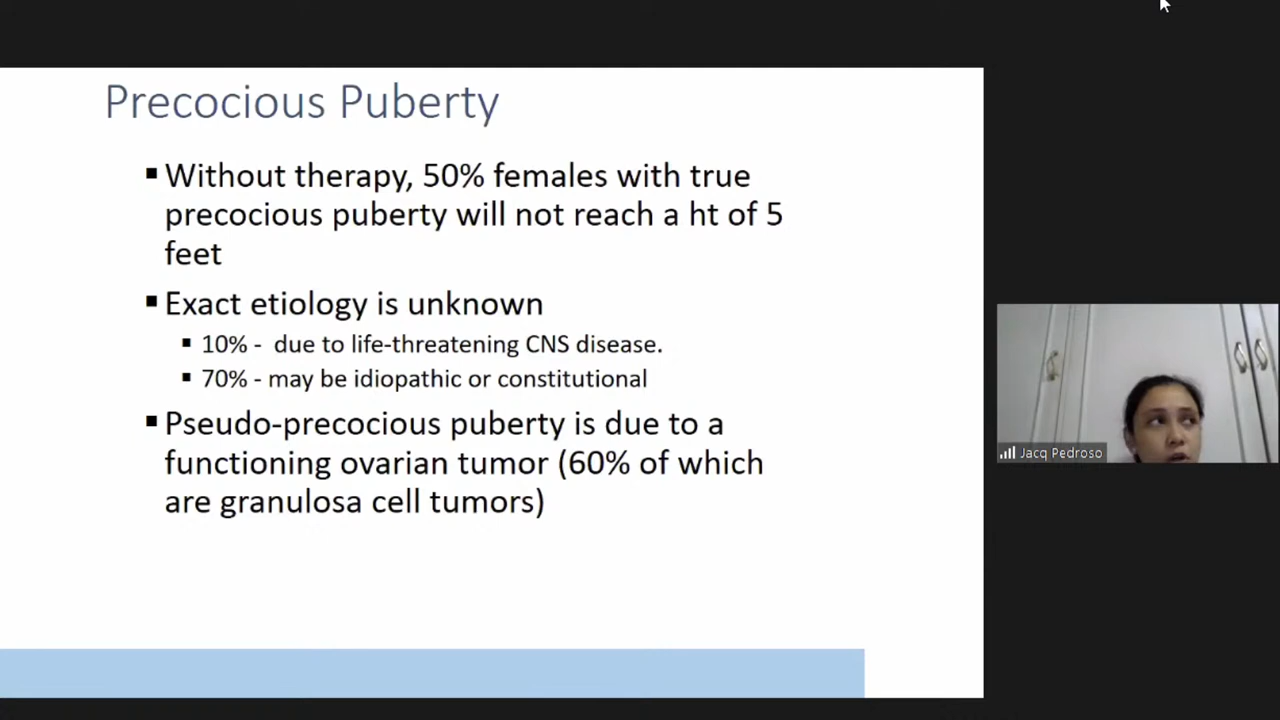 Precocious Puberty
▪ Without therapy, 50% females with true
precocious puberty will not reach a ht of 5
feet
▪ Exact etiology is unknown
▪ 10% - due to life-threatening CNS disease.
▪ 70% - may be idiopathic or constitutional
▪ Pseudo-precocious puberty is due to a
functioning ovarian tumor (60% of which
are granulosa cell tumors)
Jacq Pedroso